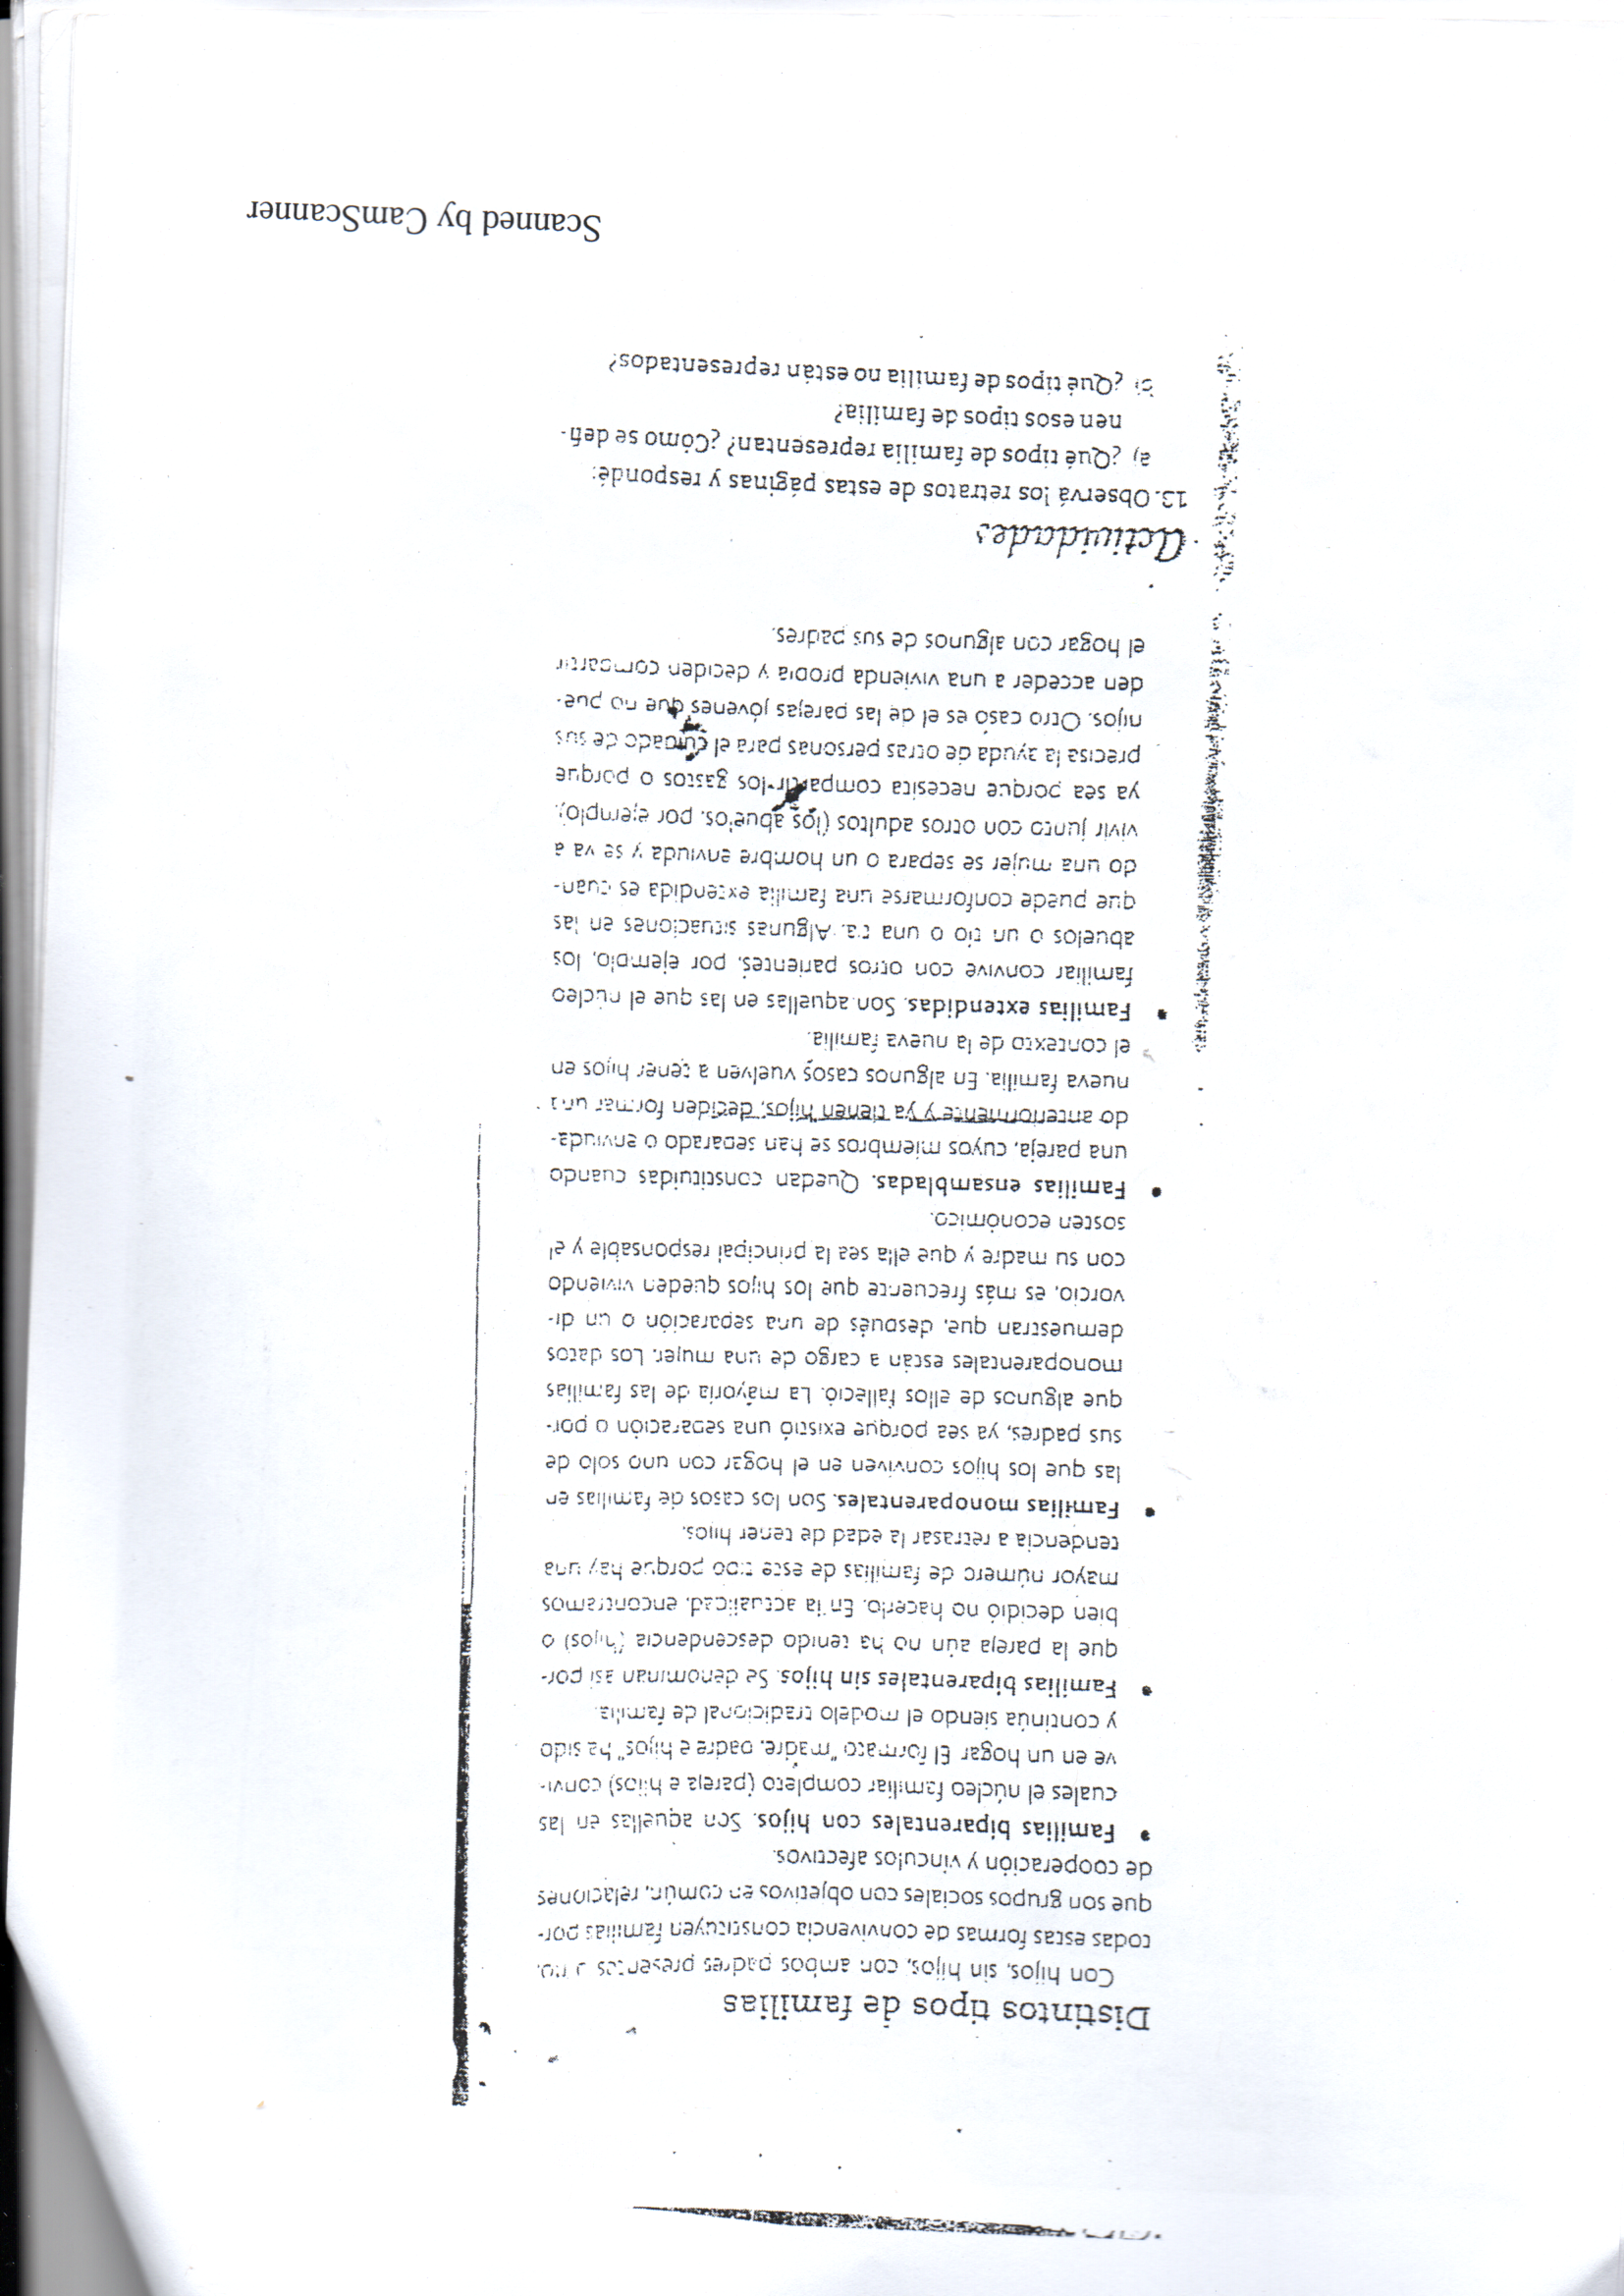 Distintos tipos de familias
Con hijos, sin hijos, con ambos padres presentes o no,
todas estas formas de convivencia constituyen familias por-
que son grupos sociales con objetivos en común, relaciones
de cooperación y vínculos afectivos.
• Familias biparentales con hijos. Son aquellas en las
cuales el núcleo familiar completo (pareja e hijos) convi-
ve en un hogar. El formato "madre, padre e hijos" ha sido
y continúa siendo el modelo tradicional de familia.
• Familias biparentales sin hijos. Se denominan así por-
que la pareja aún no ha tenido descendencia (hijos) o
bien decidió no hacerlo. En la actualidad, encontramos
mayor número de familias de este tipo porque hay una
tendencia a retrasar la edad de tener hijos.
• Familias monoparentales. Son los casos de familias en
las que los hijos conviven en el hogar con uno solo de
sus padres, ya sea porque existió una separación o por-
que algunos de ellos falleció. La mayoría de las familias
monoparentales están a cargo de una mujer. Los datos
demuestran que, después de una separación o un di-
vorcio, es más frecuente que los hijos queden viviendo
con su madre y que ella sea la principal responsable y el
sostén económico.
• Familias ensambladas. Quedan constituidas cuando
una pareja, cuyos miembros se han separado o enviuda-
do anteriormente y ya tienen hijos, deciden formar una
nueva familia. En algunos casos vuelven a tener hijos en
el contexto de la nueva familia.
• Familias extendidas. Son aquellas en las que el núcleo
familiar convive con otros parientes, por ejemplo, los
abuelos o un tío o una tía. Algunas situaciones en las
que puede conformarse una familia extendida es cuan-
do una mujer se separa o un hombre enviuda y se va a
vivir junto con otros adultos (los abuelos, por ejemplo),
ya sea porque necesita compartir los gastos o porque
precisa la ayuda de otras personas para el cuidado de sus
hijos. Otro caso es el de las parejas jóvenes que no pue-
den acceder a una vivienda propia y deciden compartir
el hogar con algunos de sus padres.
Actividades
13. Observá los retratos de estas páginas y respondé:
a) ¿Qué tipos de familia representan? ¿Cómo se defi-
nen esos tipos de familia?
¿Qué tipos de familia no están representados?
Scanned by CamScanner